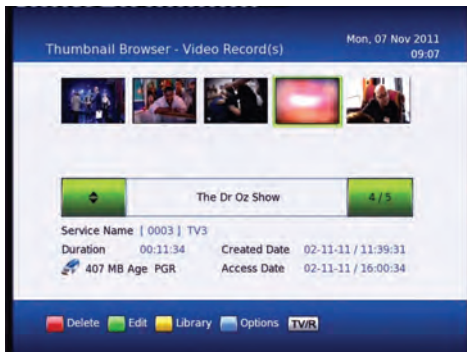 Thumbnail Browser - Video Record(s)
Mon, 07 Nov 2011
09:07
The Dr Oz Show
4 / 5
Service Name [ 0003 ] TV3
Duration 00:11:34 Created Date 02-11-11 / 11:39:31
407 MB Age PGR Access Date 02-11-11 / 16:00:34
Delete Edit Library Options TV/R